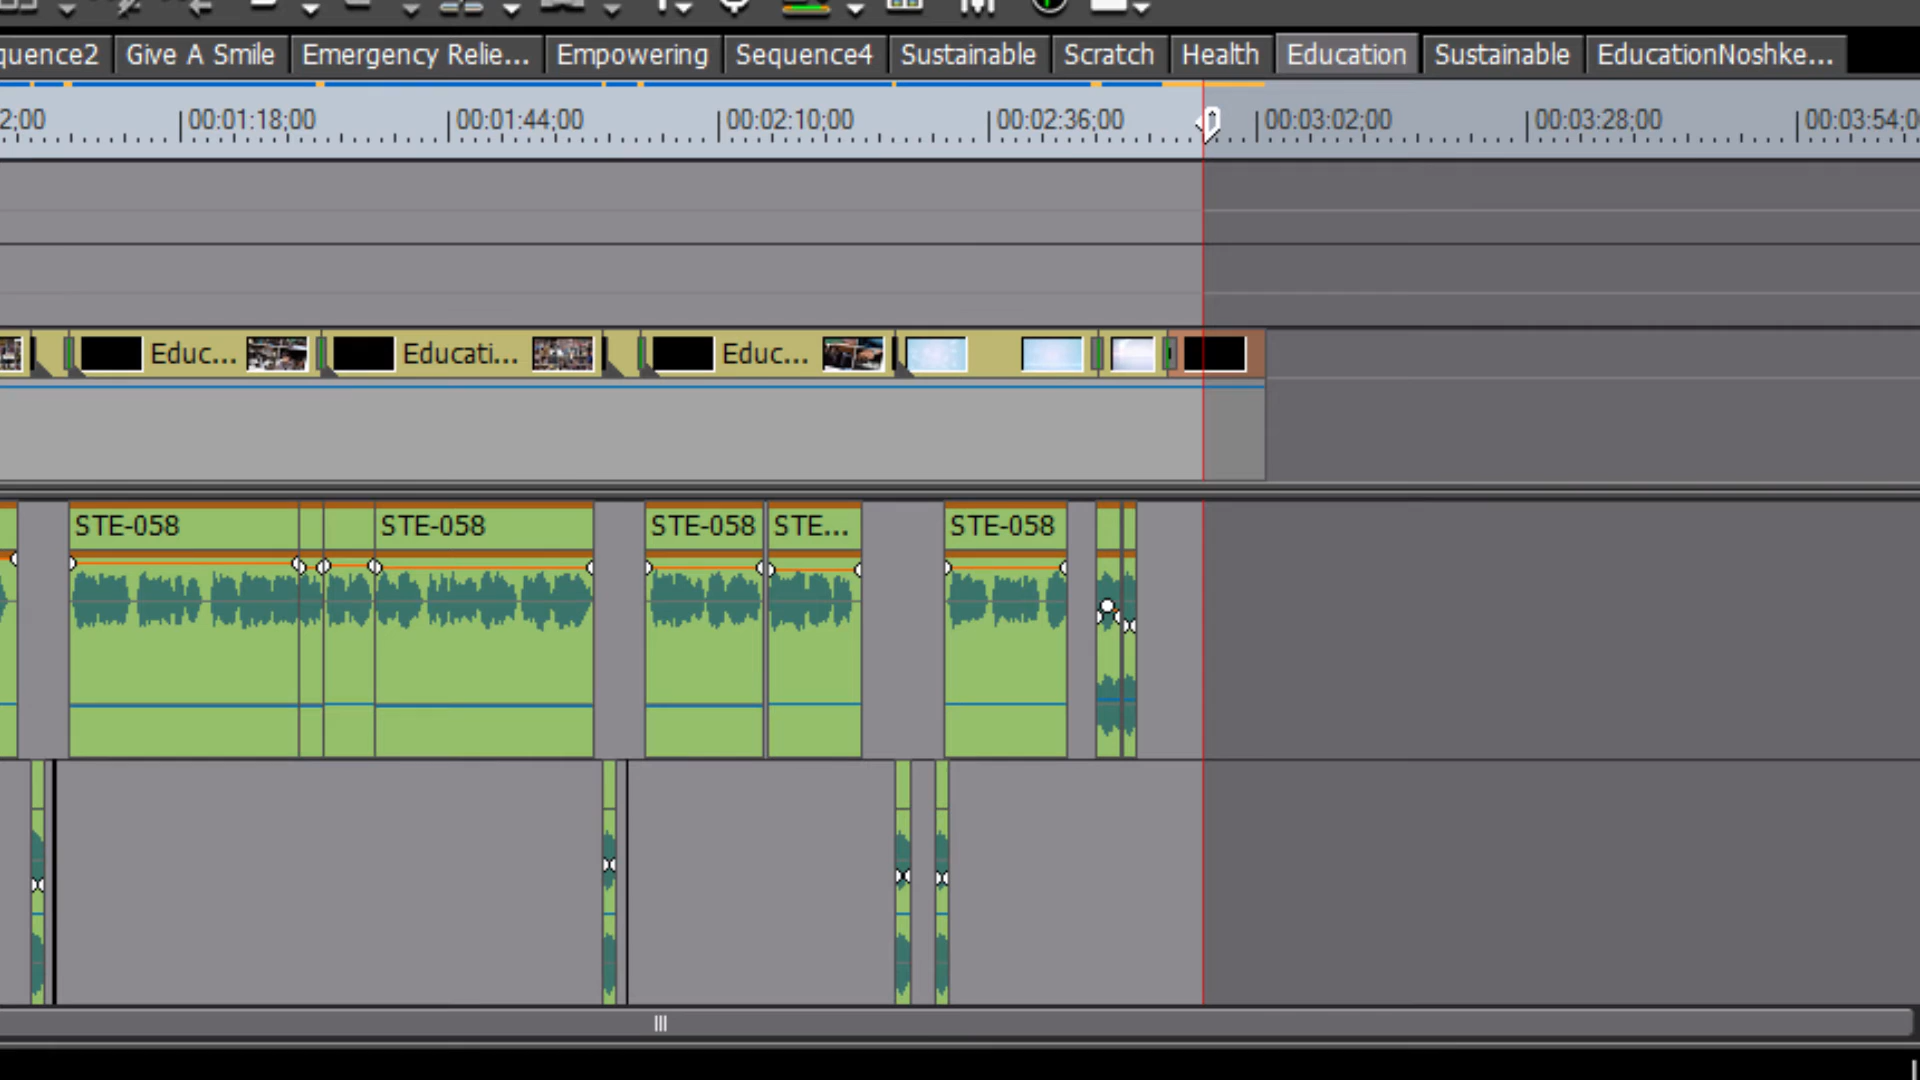 quence2 Give A Smile Emergency Relie... Empowering Sequence4 Sustainable Scratch Health Education Sustainable EducationNoshke...
2;00 00:01:18;00 00:01:44;00 00:02:10;00 00:02:36;00 00:03:02;00 00:03:28;00 00:03:54;0
Educ... Educati... Educ...
STE-058 STE-058 STE-058 STE... STE-058